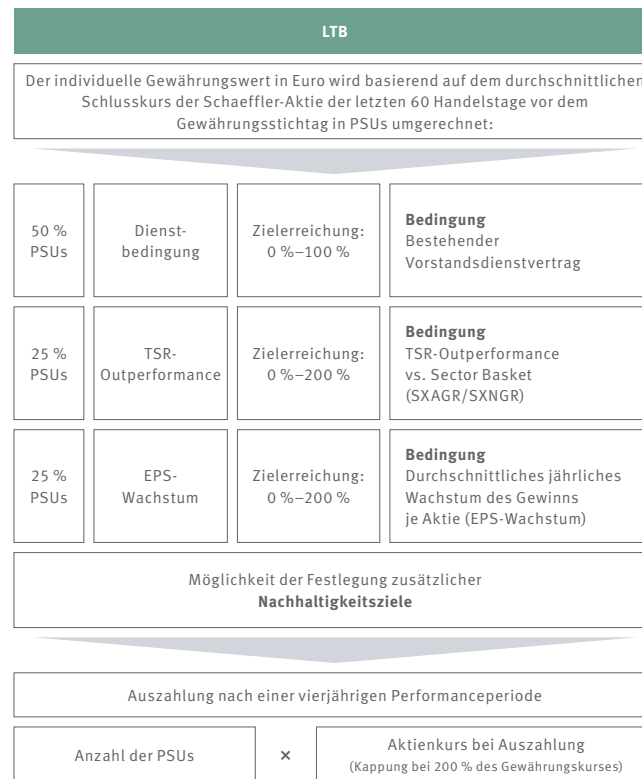 LTB
Der individuelle Gewährungswert in Euro wird basierend auf dem durchschnittlichen
Schlusskurs der Schaeffler-Aktie der letzten 60 Handelstage vor dem
Gewährungsstichtag in PSUs umgerechnet:
50 %
PSUs
Dienst-
bedingung
Zielerreichung:
0 %–100 %
Bedingung
Bestehender
Vorstandsdienstvertrag
25 %
PSUs
TSR-
Outperformance
Zielerreichung:
0 %–200 %
Bedingung
TSR-Outperformance
vs. Sector Basket
(SXAGR/SXNGR)
25 %
PSUs
EPS-
Wachstum
Zielerreichung:
0 %–200 %
Bedingung
Durchschnittliches jährliches
Wachstum des Gewinns
je Aktie (EPS-Wachstum)
Möglichkeit der Festlegung zusätzlicher
Nachhaltigkeitsziele
Auszahlung nach einer vierjährigen Performanceperiode
Anzahl der PSUs
×
Aktienkurs bei Auszahlung
(Kappung bei 200 % des Gewährungskurses)